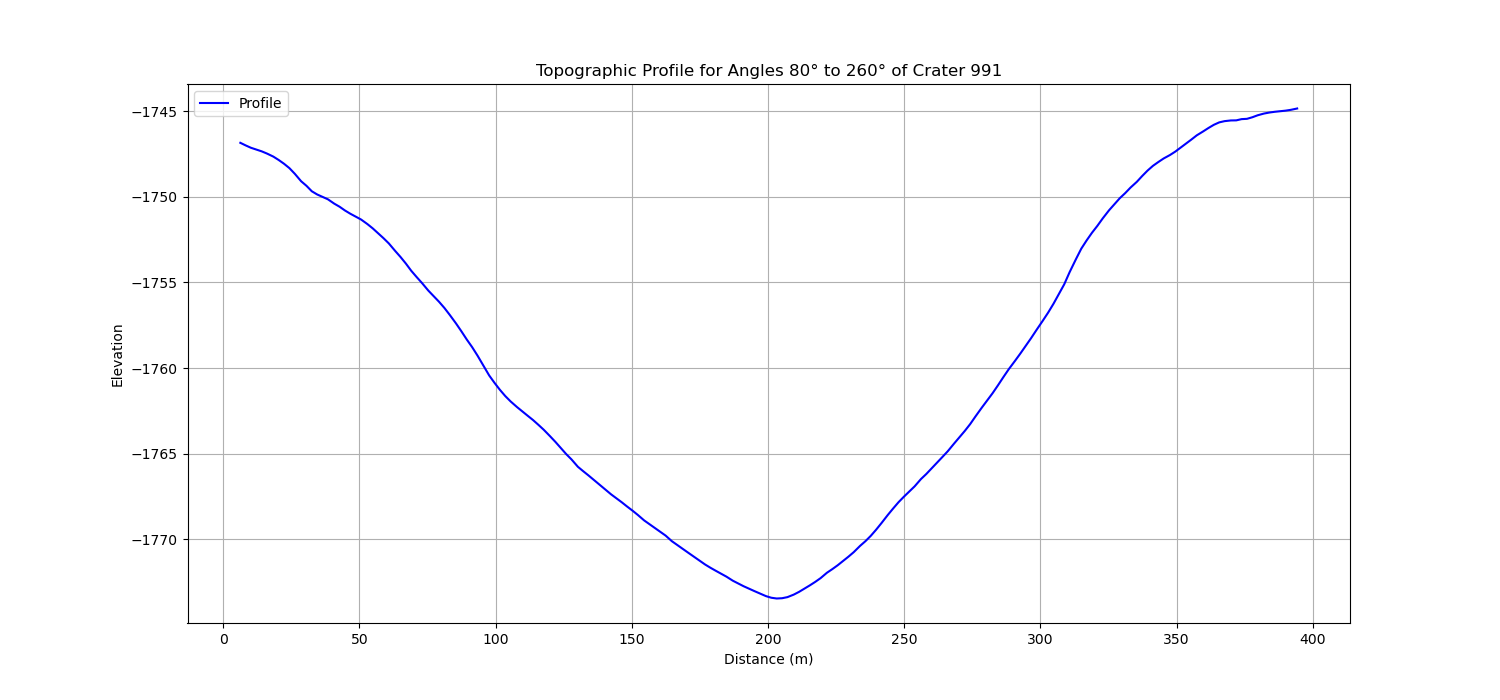 Topographic Profile for Angles 80° to 260° of Crater 991
Profile
−1745
−1750
−1755
−1760
−1765
−1770
Elevation
0 50 100 150 200 250 300 350 400
Distance (m)